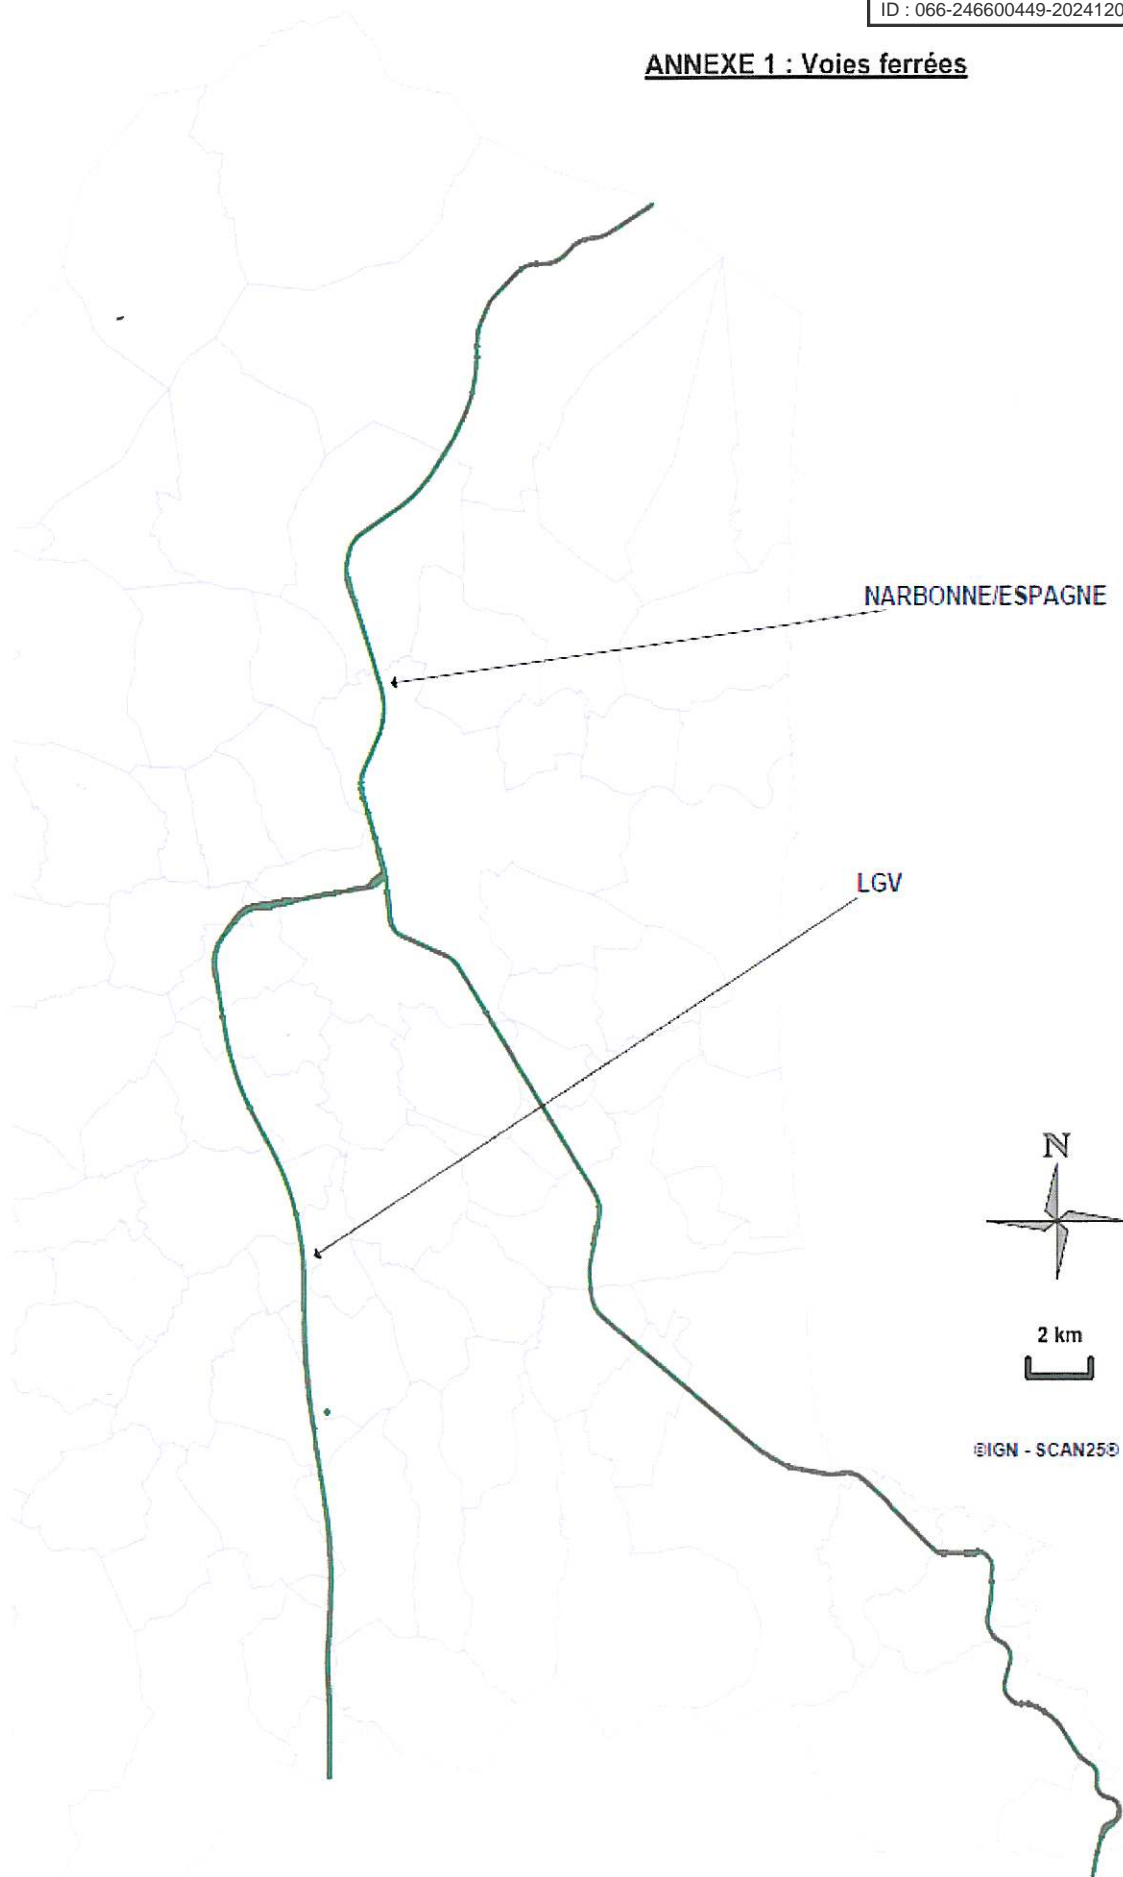 ID : 066-246600449-2024120
ANNEXE 1 : Voies ferrées
NARBONNE/ESPAGNE
LGV
N
2 km
©IGN - SCAN25®